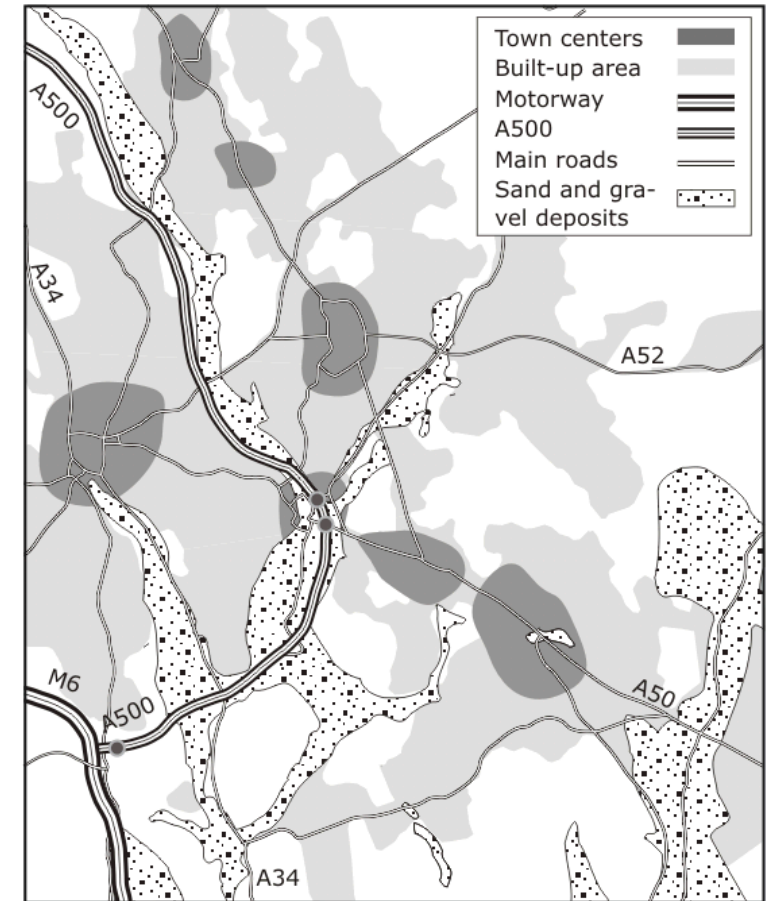 Town centers
Built-up area
Motorway
A500
Main roads
Sand and gra-
vel deposits
A500
A34
A52
M6
A500
A50
A34